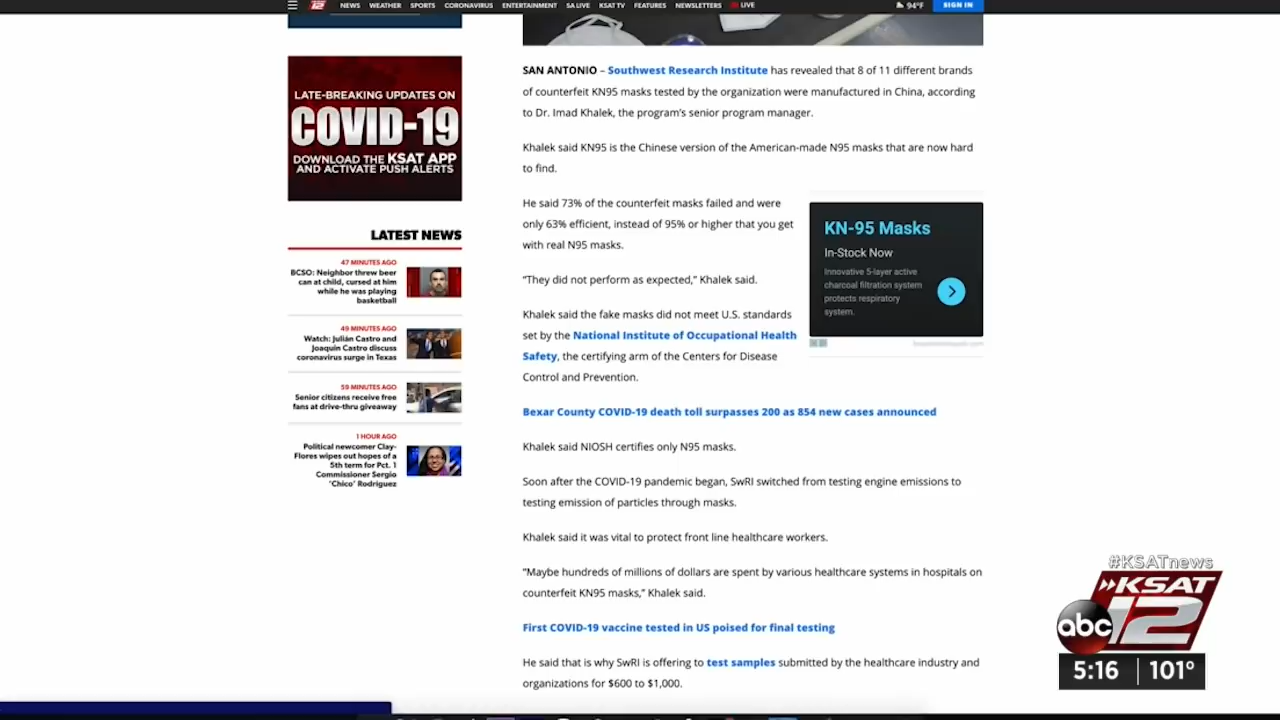 12
NEWS WEATHER SPORTS CORONAVIRUS ENTERTAINMENT SA LIVE KSAT TV FEATURES NEWSLETTERS LIVE
94°F
SIGN IN
LATE-BREAKING UPDATES ON
COVID-19
DOWNLOAD THE KSAT APP
AND ACTIVATE PUSH ALERTS
LATEST NEWS
47 MINUTES AGO
BCSO: Neighbor threw beer
can at child, cursed at him
while he was playing
basketball
49 MINUTES AGO
Watch: Julián Castro and
Joaquin Castro discuss
coronavirus surge in Texas
59 MINUTES AGO
Senior citizens receive free
fans at drive-thru giveaway
1 HOUR AGO
Political newcomer Clay-
Flores wipes out hopes of a
5th term for Pct. 1
Commissioner Sergio
'Chico' Rodriguez
SAN ANTONIO – Southwest Research Institute has revealed that 8 of 11 different brands
of counterfeit KN95 masks tested by the organization were manufactured in China, according
to Dr. Imad Khalek, the program's senior program manager.
Khalek said KN95 is the Chinese version of the American-made N95 masks that are now hard
to find.
He said 73% of the counterfeit masks failed and were
only 63% efficient, instead of 95% or higher that you get
with real N95 masks.
"They did not perform as expected," Khalek said.
Khalek said the fake masks did not meet U.S. standards
set by the National Institute of Occupational Health
Safety, the certifying arm of the Centers for Disease
Control and Prevention.
Bexar County COVID-19 death toll surpasses 200 as 854 new cases announced
Khalek said NIOSH certifies only N95 masks.
Soon after the COVID-19 pandemic began, SwRI switched from testing engine emissions to
testing emission of particles through masks.
Khalek said it was vital to protect front line healthcare workers.
"Maybe hundreds of millions of dollars are spent by various healthcare systems in hospitals on
counterfeit KN95 masks," Khalek said.
First COVID-19 vaccine tested in US poised for final testing
He said that is why SwRI is offering to test samples submitted by the healthcare industry and
organizations for $600 to $1,000.
KN-95 Masks
In-Stock Now
Innovative 5-layer active
charcoal filtration system
protects respiratory
system.
#KSATnews
KSAT
abc 12
5:16 101°